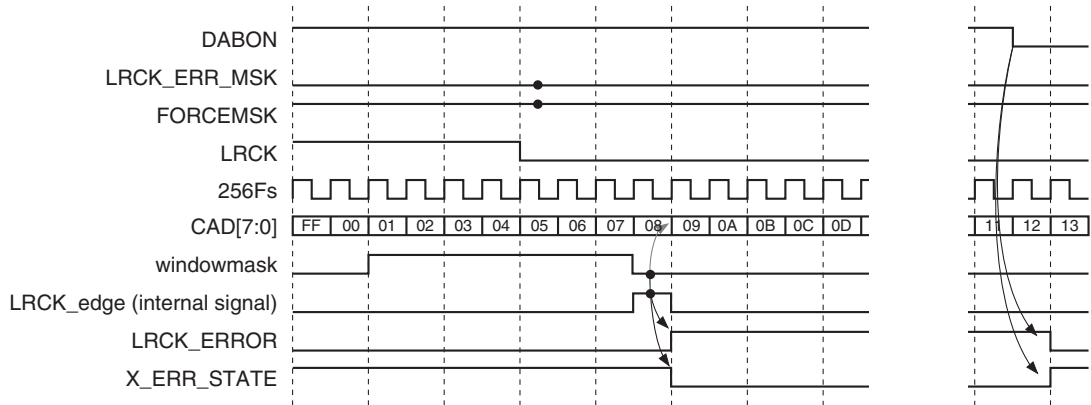 DABON
LRCK_ERR_MSK
FORCEMSK
LRCK
256Fs
CAD[7:0] FF 00 01 02 03 04 05 06 07 08 09 0A 0B 0C 0D 11 12 13
windowmask
LRCK_edge (internal signal)
LRCK_ERROR
X_ERR_STATE